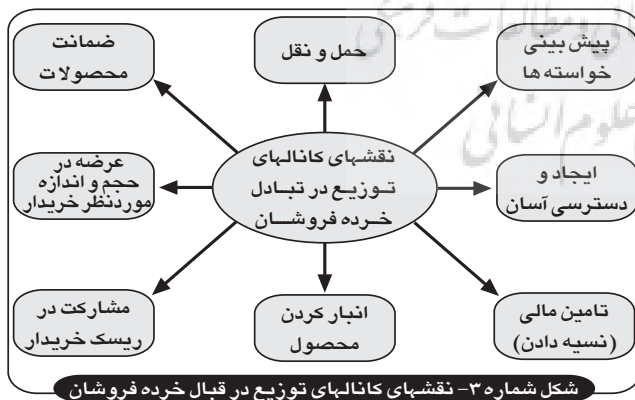 پیش بینی
خواسته ها
حمل و نقل
ضمانت
محصولات
نقشهای کانالهای
توزیع در تبادل
خرده فروشان
ایجاد و
دسترسی آسان
عرضه در
حجم و اندازه
موردنظر خریدار
تامین مالی
(نسیه دادن)
انبار کردن
محصول
مشارکت در
ریسک خریدار
شکل شماره ۳- نقشهای کانالهای توزیع در قبال خرده فروشان
علوم انسانی